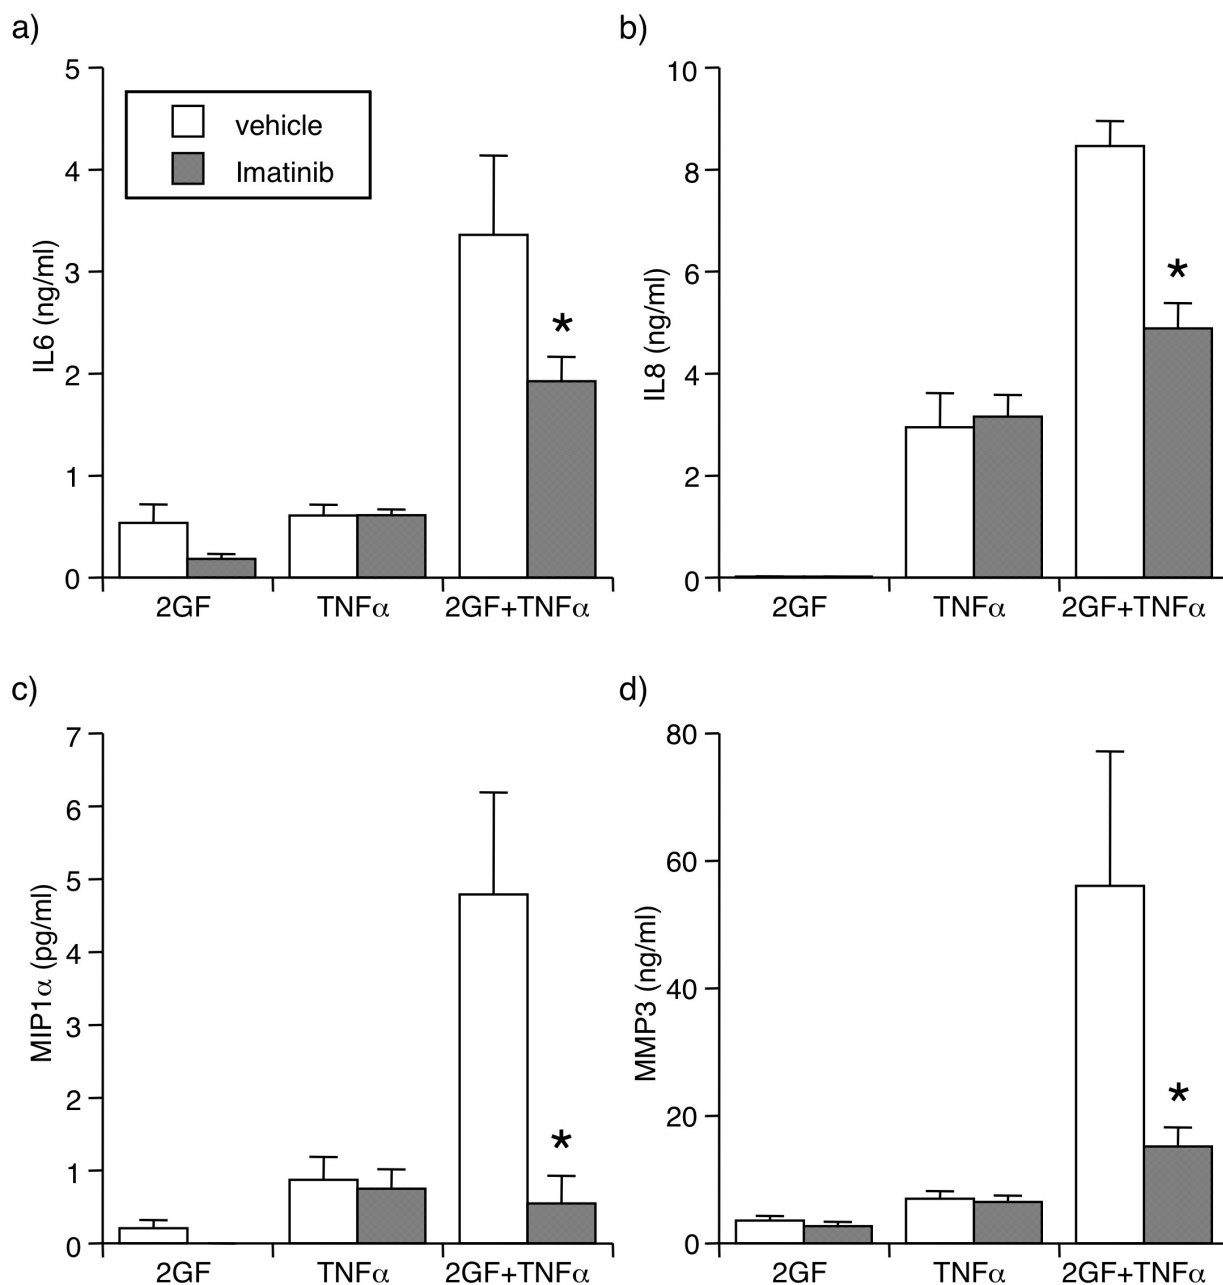 a)
5
4
3
2
1
0
IL6 (ng/ml)
vehicle
Imatinib
*
2GF
TNFα
2GF+TNFα
b)
10
8
6
4
2
0
IL8 (ng/ml)
*
2GF
TNFα
2GF+TNFα
c)
7
6
5
4
3
2
1
0
MIP1α (pg/ml)
*
2GF
TNFα
2GF+TNFα
d)
80
60
40
20
0
MMP3 (ng/ml)
*
2GF
TNFα
2GF+TNFα